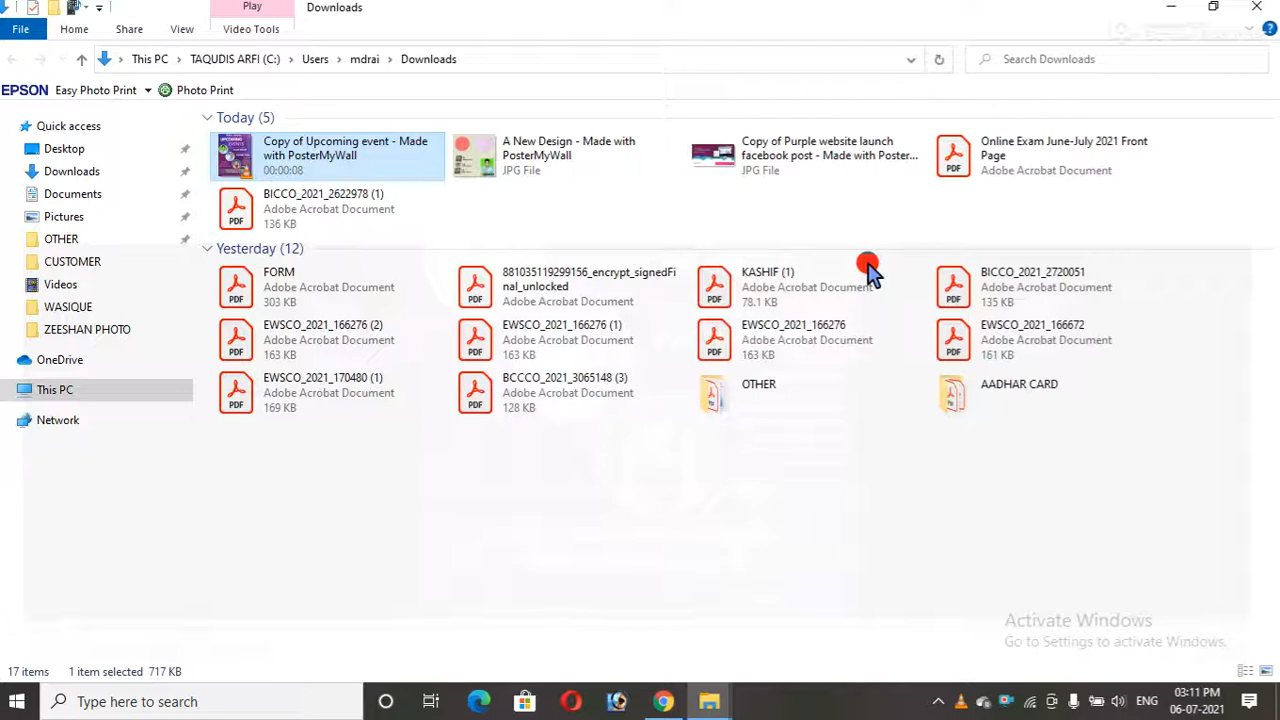 Play
Downloads
File
Home
Share
View
Video Tools
This PC
TAQUDIS ARFI (C:)
Users
mdrai
Downloads
Search Downloads
EPSON
Easy Photo Print
Photo Print
Quick access
Desktop
Downloads
Documents
Pictures
OTHER
CUSTOMER
Videos
WASIQUE
ZEESHAN PHOTO
OneDrive
This PC
Network
Today (5)
Copy of Upcoming event - Made
with PosterMyWall
00:00:08
A New Design - Made with
PosterMyWall
JPG File
Copy of Purple website launch
facebook post - Made with Poster...
JPG File
Online Exam June-July 2021 Front
Page
Adobe Acrobat Document
BICCO_2021_2622978 (1)
Adobe Acrobat Document
136 KB
Yesterday (12)
FORM
Adobe Acrobat Document
303 KB
881035119299156_encrypt_signedFi
nal_unlocked
Adobe Acrobat Document
KASHIF (1)
Adobe Acrobat Document
78.1 KB
BICCO_2021_2720051
Adobe Acrobat Document
135 KB
EWSCO_2021_166276 (2)
Adobe Acrobat Document
163 KB
EWSCO_2021_166276 (1)
Adobe Acrobat Document
163 KB
EWSCO_2021_166276
Adobe Acrobat Document
163 KB
EWSCO_2021_166672
Adobe Acrobat Document
161 KB
EWSCO_2021_170480 (1)
Adobe Acrobat Document
169 KB
BCCCO_2021_3065148 (3)
Adobe Acrobat Document
128 KB
OTHER
AADHAR CARD
Activate Windows
Go to Settings to activate Windows.
17 items
1 item selected 717 KB
Type here to search
ENG
03:11 PM
06-07-2021